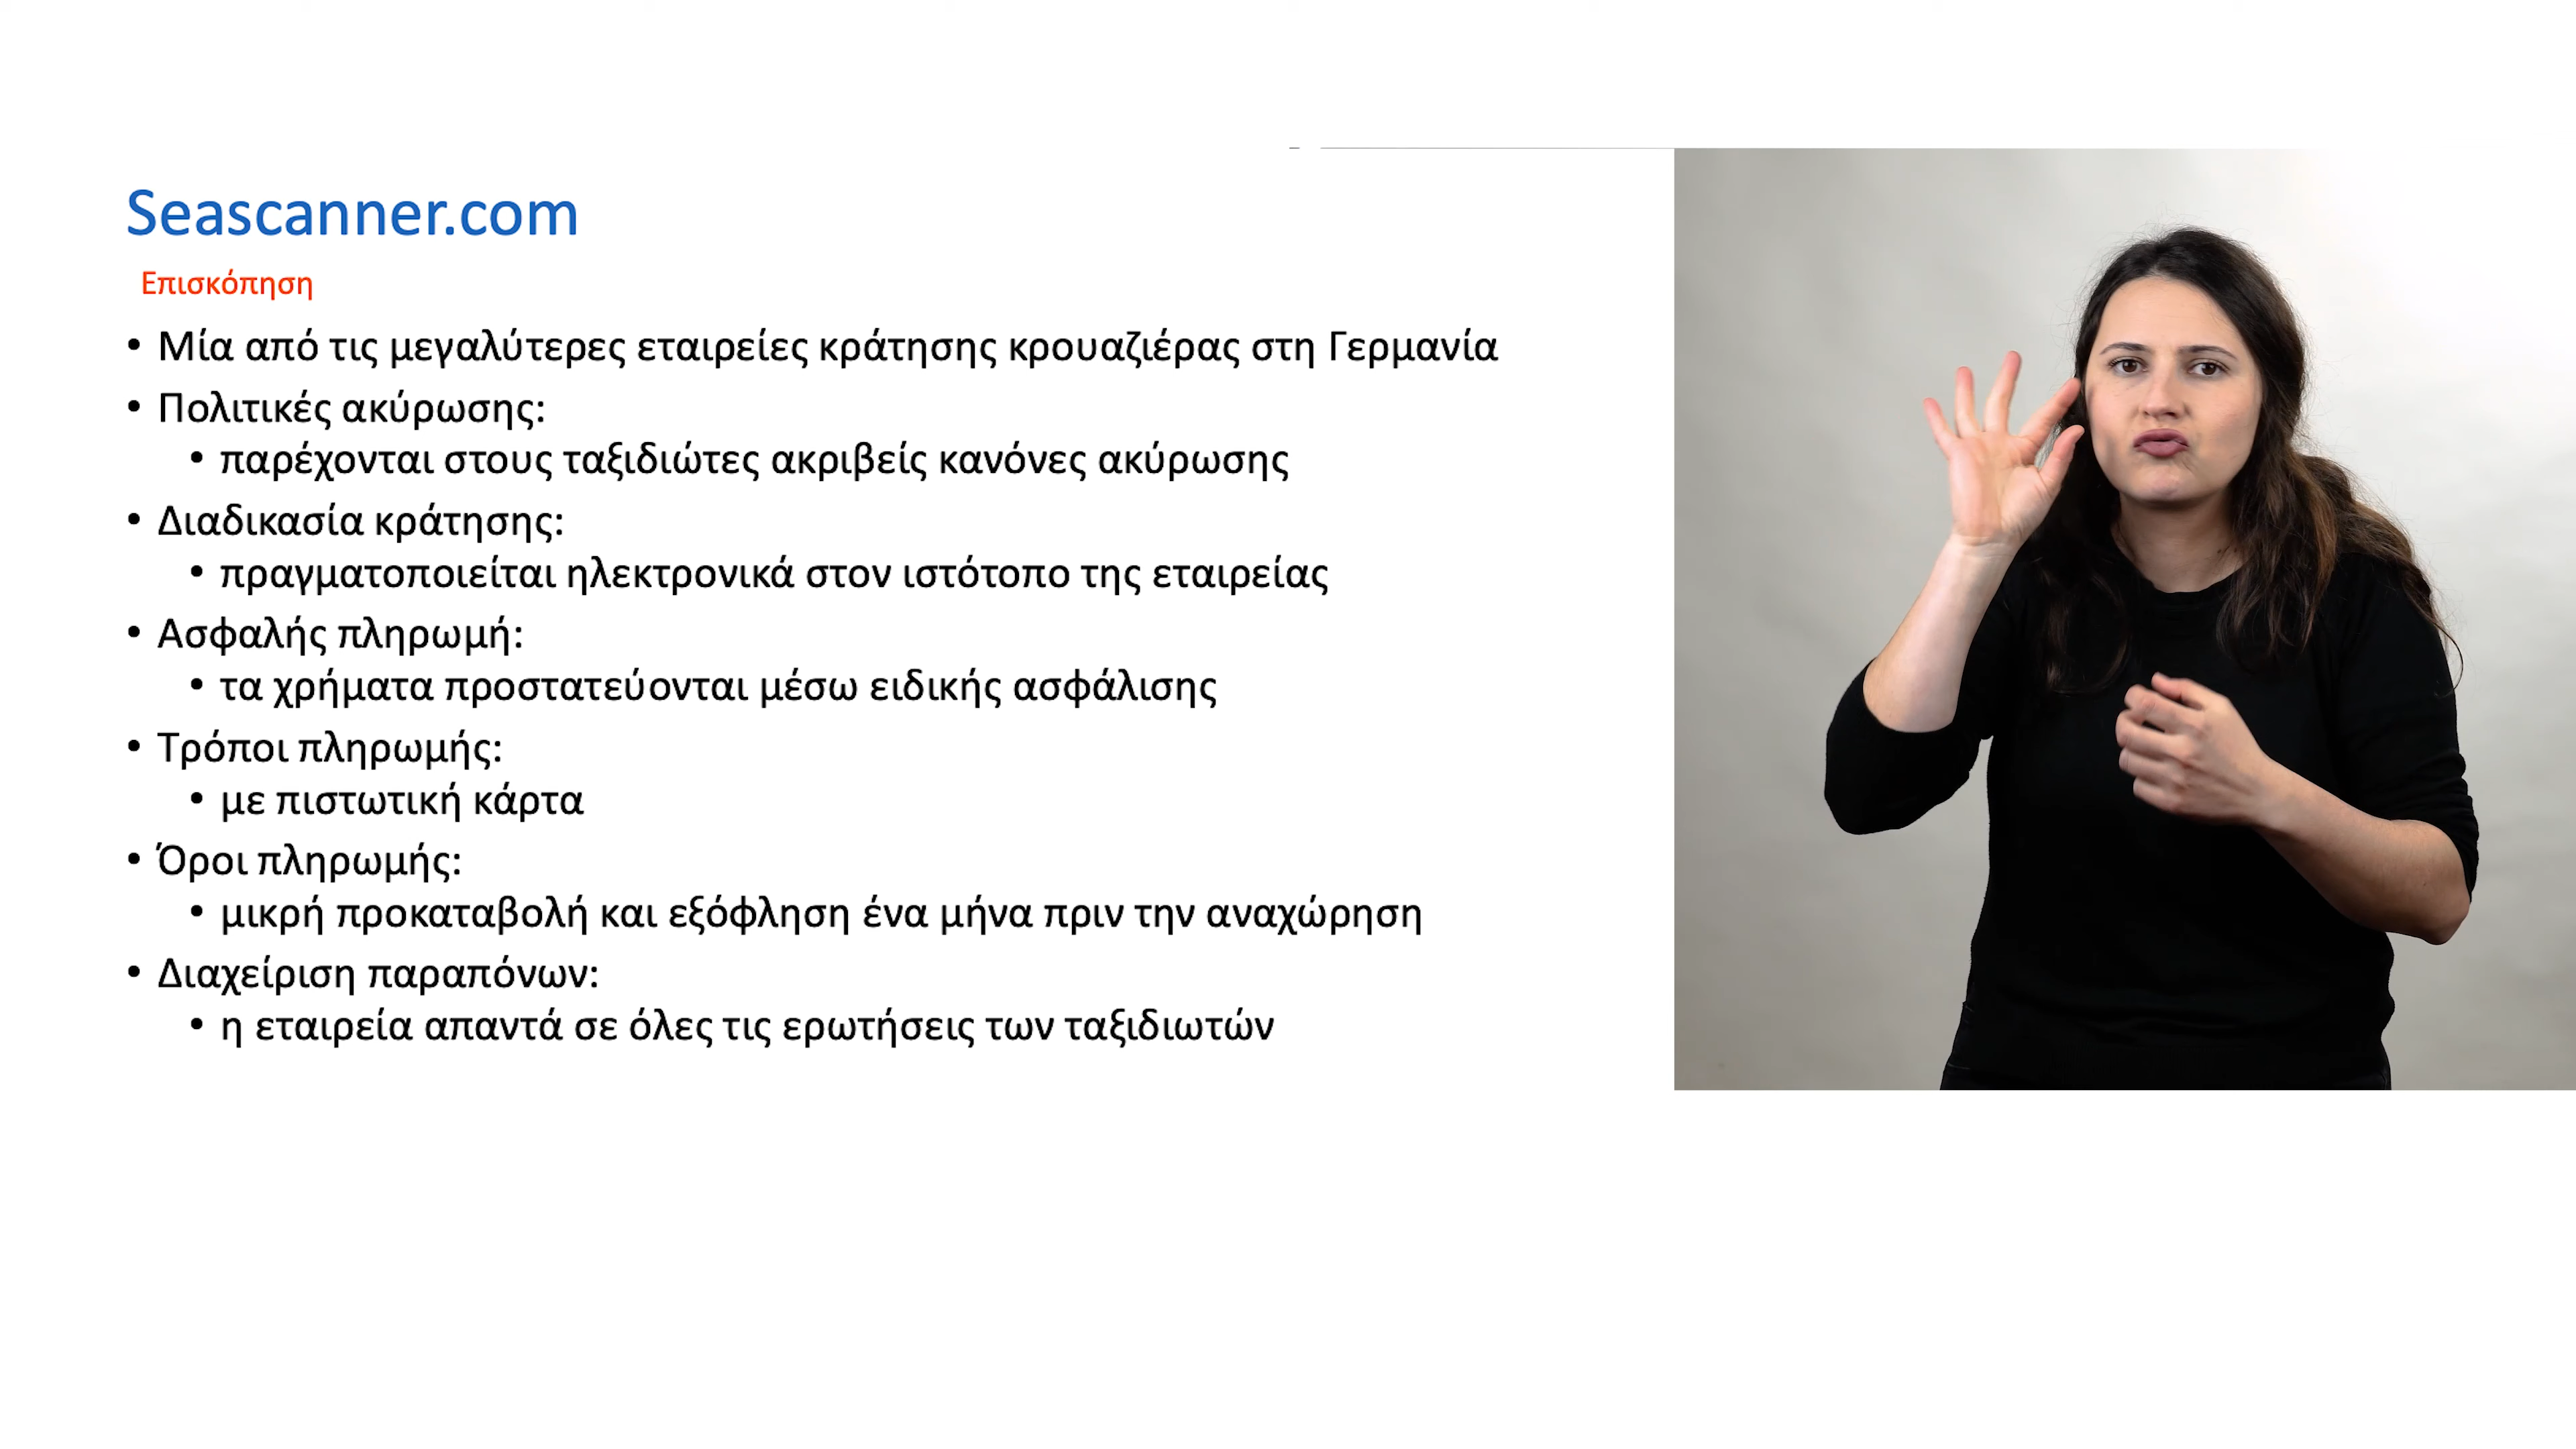 Seascanner.com
Επισκόπηση
• Μία από τις μεγαλύτερες εταιρείες κράτησης κρουαζιέρας στη Γερμανία
• Πολιτικές ακύρωσης:
• παρέχονται στους ταξιδιώτες ακριβείς κανόνες ακύρωσης
• Διαδικασία κράτησης:
• πραγματοποιείται ηλεκτρονικά στον ιστότοπο της εταιρείας
• Ασφαλής πληρωμή:
• τα χρήματα προστατεύονται μέσω ειδικής ασφάλισης
• Τρόποι πληρωμής:
• με πιστωτική κάρτα
• Όροι πληρωμής:
• μικρή προκαταβολή και εξόφληση ένα μήνα πριν την αναχώρηση
• Διαχείριση παραπόνων:
• η εταιρεία απαντά σε όλες τις ερωτήσεις των ταξιδιωτών